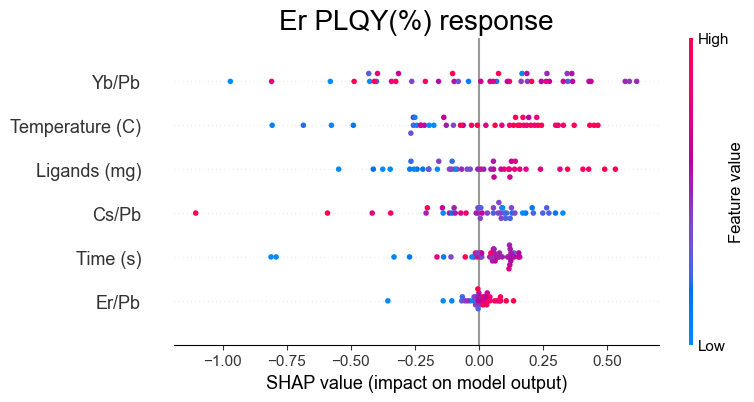 Er PLQY(%) response
High
Yb/Pb
Temperature (C)
Ligands (mg)
Cs/Pb
Time (s)
Er/Pb
Feature value
Low
−1.00 −0.75 −0.50 −0.25 0.00 0.25 0.50
SHAP value (impact on model output)